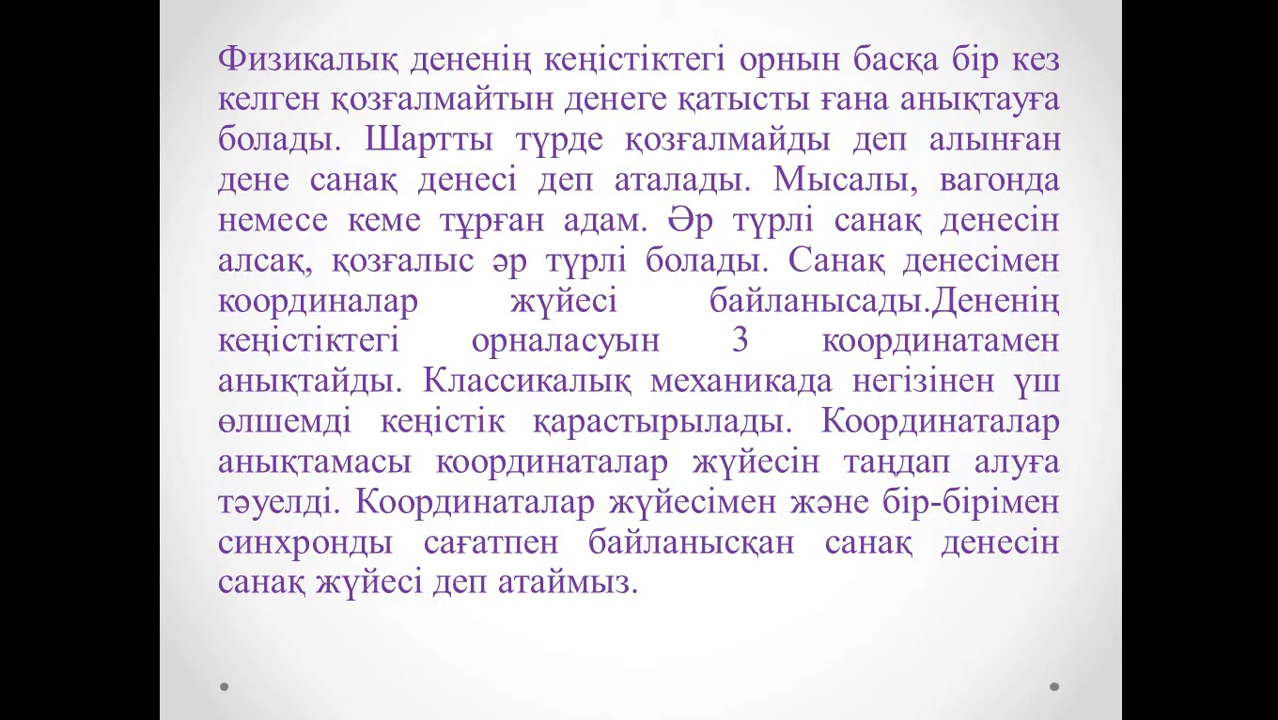 Физикалық дененің кеңістіктегі орнын басқа бір кез
келген қозғалмайтын денеге қатысты ғана анықтауға
болады. Шартты түрде қозғалмайды деп алынған
дене санақ денесі деп аталады. Мысалы, вагонда
немесе кеме тұрған адам. Әр түрлі санақ денесін
алсақ, қозғалыс әр түрлі болады. Санақ денесімен
координалар жүйесі байланысады.Дененің
кеңістіктегі орналасуын 3 координатамен
анықтайды. Классикалық механикада негізінен үш
өлшемді кеңістік қарастырылады. Координаталар
анықтамасы координаталар жүйесін таңдап алуға
тәуелді. Координаталар жүйесімен және бір-бірімен
синхронды сағатпен байланысқан санақ денесін
санақ жүйесі деп атаймыз.